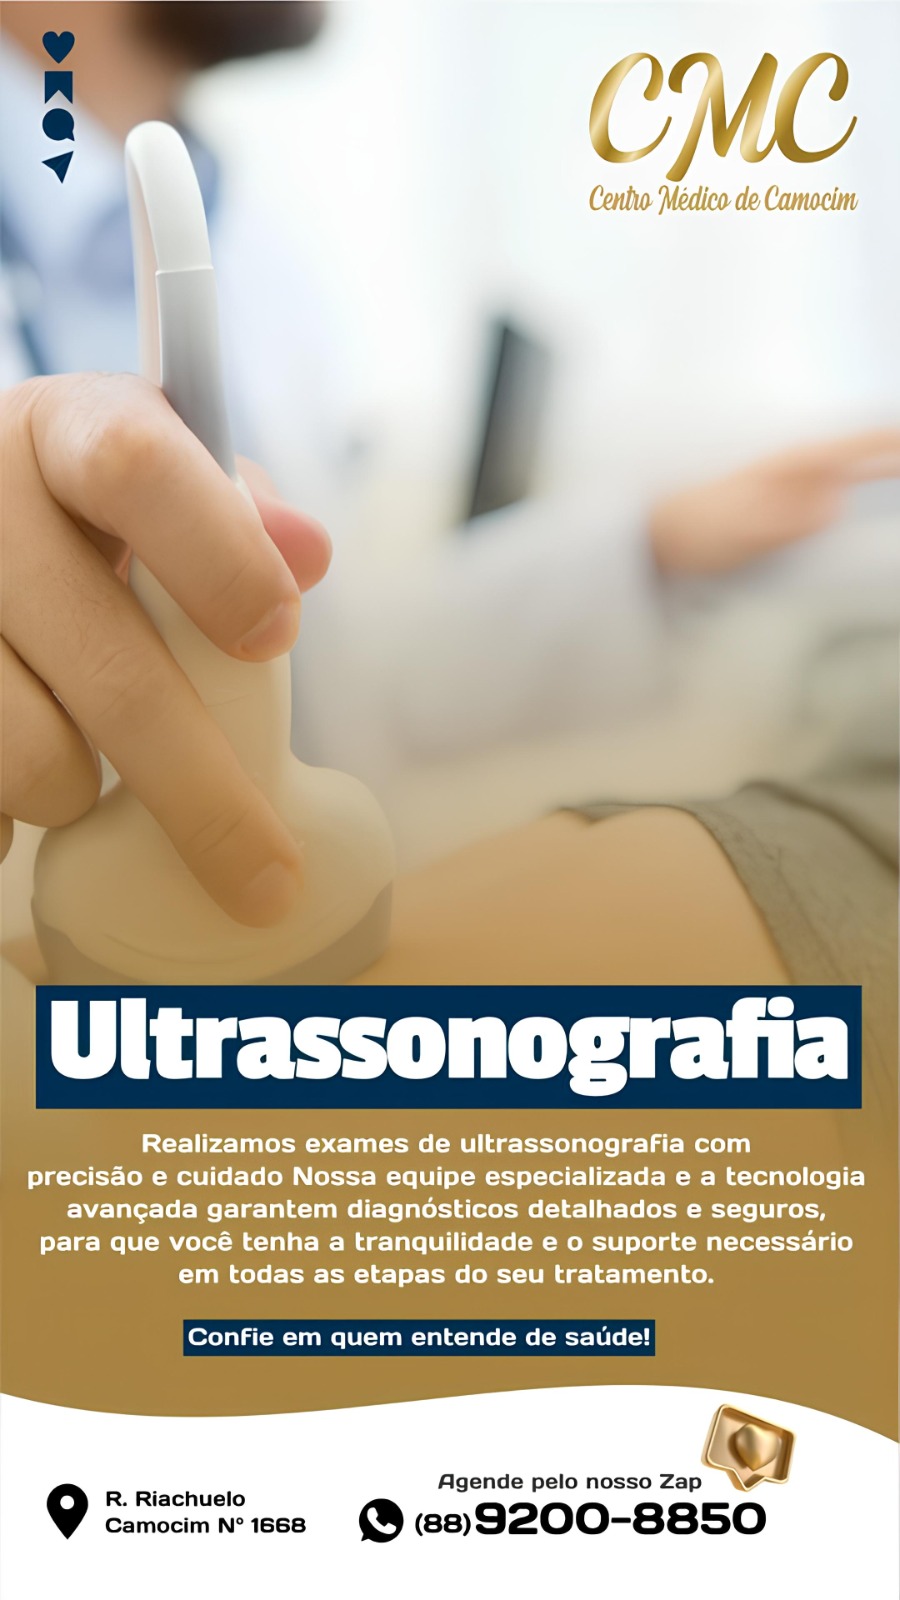 CMC
Centro Médico de Camocim
Ultrassonografia
Realizamos exames de ultrassonografia com
precisão e cuidado Nossa equipe especializada e a tecnologia
avançada garantem diagnósticos detalhados e seguros,
para que você tenha a tranquilidade e o suporte necessário
em todas as etapas do seu tratamento.
Confie em quem entende de saúde!
Agende pelo nosso Zap
(88)9200-8850
R. Riachuelo
Camocim N° 1668